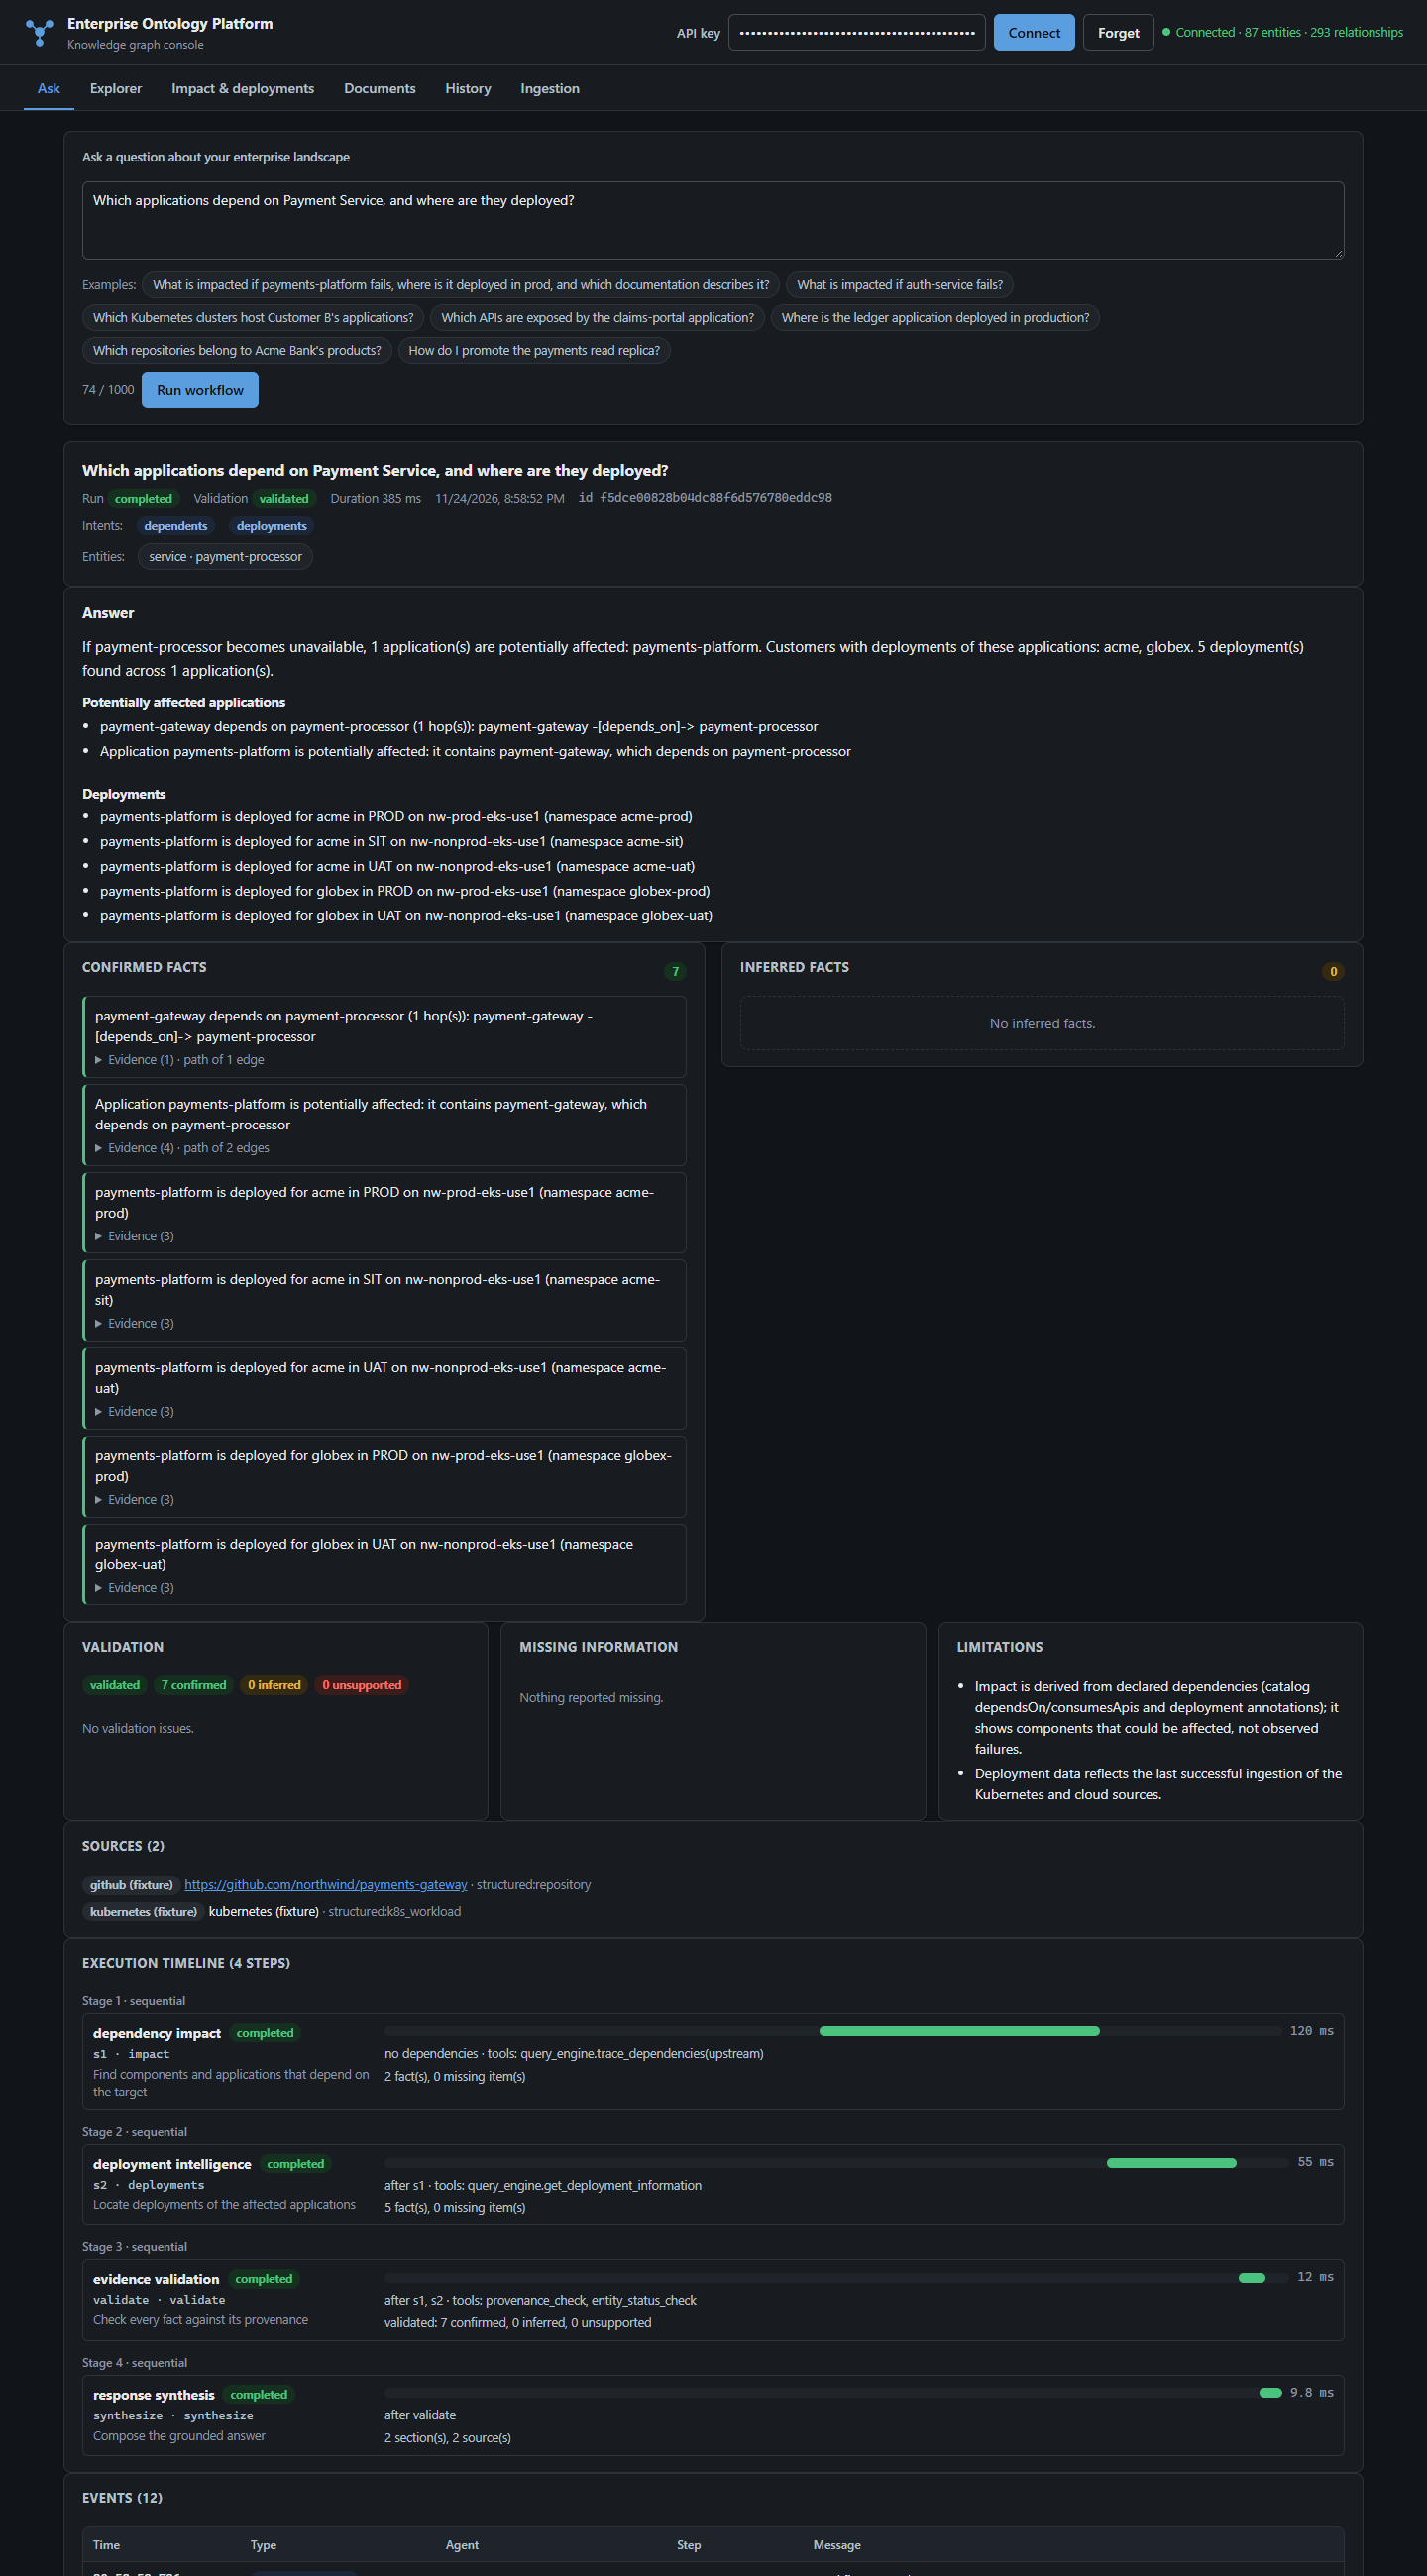 Enterprise Ontology Platform
Knowledge graph console
API key
Connect
Forget
Connected · 87 entities · 293 relationships
Ask
Explorer
Impact & deployments
Documents
History
Ingestion
Ask a question about your enterprise landscape
Which applications depend on Payment Service, and where are they deployed?
Examples:
What is impacted if payments-platform fails, where is it deployed in prod, and which documentation describes it?
What is impacted if auth-service fails?
Which Kubernetes clusters host Customer B's applications?
Which APIs are exposed by the claims-portal application?
Where is the ledger application deployed in production?
Which repositories belong to Acme Bank's products?
How do I promote the payments read replica?
74 / 1000
Run workflow
Which applications depend on Payment Service, and where are they deployed?
Run completed Validation validated Duration 385 ms 11/24/2026, 8:58:52 PM id f5dce00828b04dc88f6d576780eddc98
Intents: dependents deployments
Entities: service · payment-processor
Answer
If payment-processor becomes unavailable, 1 application(s) are potentially affected: payments-platform. Customers with deployments of these applications: acme, globex. 5 deployment(s)
found across 1 application(s).
Potentially affected applications
• payment-gateway depends on payment-processor (1 hop(s)): payment-gateway -[depends_on]-> payment-processor
• Application payments-platform is potentially affected: it contains payment-gateway, which depends on payment-processor
Deployments
• payments-platform is deployed for acme in PROD on nw-prod-eks-use1 (namespace acme-prod)
• payments-platform is deployed for acme in SIT on nw-nonprod-eks-use1 (namespace acme-sit)
• payments-platform is deployed for acme in UAT on nw-nonprod-eks-use1 (namespace acme-uat)
• payments-platform is deployed for globex in PROD on nw-prod-eks-use1 (namespace globex-prod)
• payments-platform is deployed for globex in UAT on nw-nonprod-eks-use1 (namespace globex-uat)
CONFIRMED FACTS
7
payment-gateway depends on payment-processor (1 hop(s)): payment-gateway -
[depends_on]-> payment-processor
▶ Evidence (1) · path of 1 edge
Application payments-platform is potentially affected: it contains payment-gateway, which
depends on payment-processor
▶ Evidence (4) · path of 2 edges
payments-platform is deployed for acme in PROD on nw-prod-eks-use1 (namespace acme-
prod)
▶ Evidence (3)
payments-platform is deployed for acme in SIT on nw-nonprod-eks-use1 (namespace acme-
sit)
▶ Evidence (3)
payments-platform is deployed for acme in UAT on nw-nonprod-eks-use1 (namespace acme-
uat)
▶ Evidence (3)
payments-platform is deployed for globex in PROD on nw-prod-eks-use1 (namespace globex-
prod)
▶ Evidence (3)
payments-platform is deployed for globex in UAT on nw-nonprod-eks-use1 (namespace
globex-uat)
▶ Evidence (3)
INFERRED FACTS
0
No inferred facts.
VALIDATION
validated 7 confirmed 0 inferred 0 unsupported
No validation issues.
MISSING INFORMATION
Nothing reported missing.
LIMITATIONS
• Impact is derived from declared dependencies (catalog
dependsOn/consumesApis and deployment annotations); it
shows components that could be affected, not observed
failures.
• Deployment data reflects the last successful ingestion of the
Kubernetes and cloud sources.
SOURCES (2)
github (fixture) https://github.com/northwind/payments-gateway · structured:repository
kubernetes (fixture) kubernetes (fixture) · structured:k8s_workload
EXECUTION TIMELINE (4 STEPS)
Stage 1 · sequential
dependency impact completed
s1 · impact
Find components and applications that depend on
the target
120 ms
no dependencies · tools: query_engine.trace_dependencies(upstream)
2 fact(s), 0 missing item(s)
Stage 2 · sequential
deployment intelligence completed
s2 · deployments
Locate deployments of the affected applications
55 ms
after s1 · tools: query_engine.get_deployment_information
5 fact(s), 0 missing item(s)
Stage 3 · sequential
evidence validation completed
validate · validate
Check every fact against its provenance
12 ms
after s1, s2 · tools: provenance_check, entity_status_check
validated: 7 confirmed, 0 inferred, 0 unsupported
Stage 4 · sequential
response synthesis completed
synthesize · synthesize
Compose the grounded answer
9.8 ms
after validate
2 section(s), 2 source(s)
EVENTS (12)
Time Type Agent Step Message